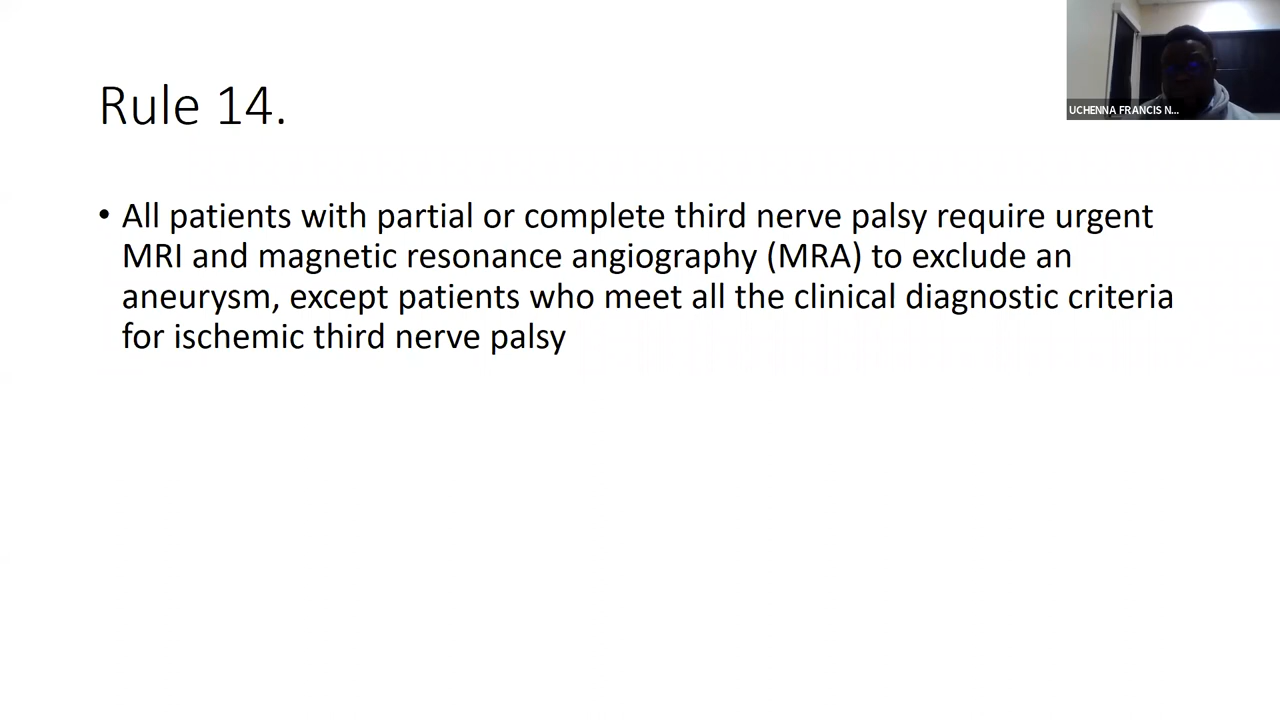 Rule 14.
UCHENNA FRANCIS N...
• All patients with partial or complete third nerve palsy require urgent
MRI and magnetic resonance angiography (MRA) to exclude an
aneurysm, except patients who meet all the clinical diagnostic criteria
for ischemic third nerve palsy